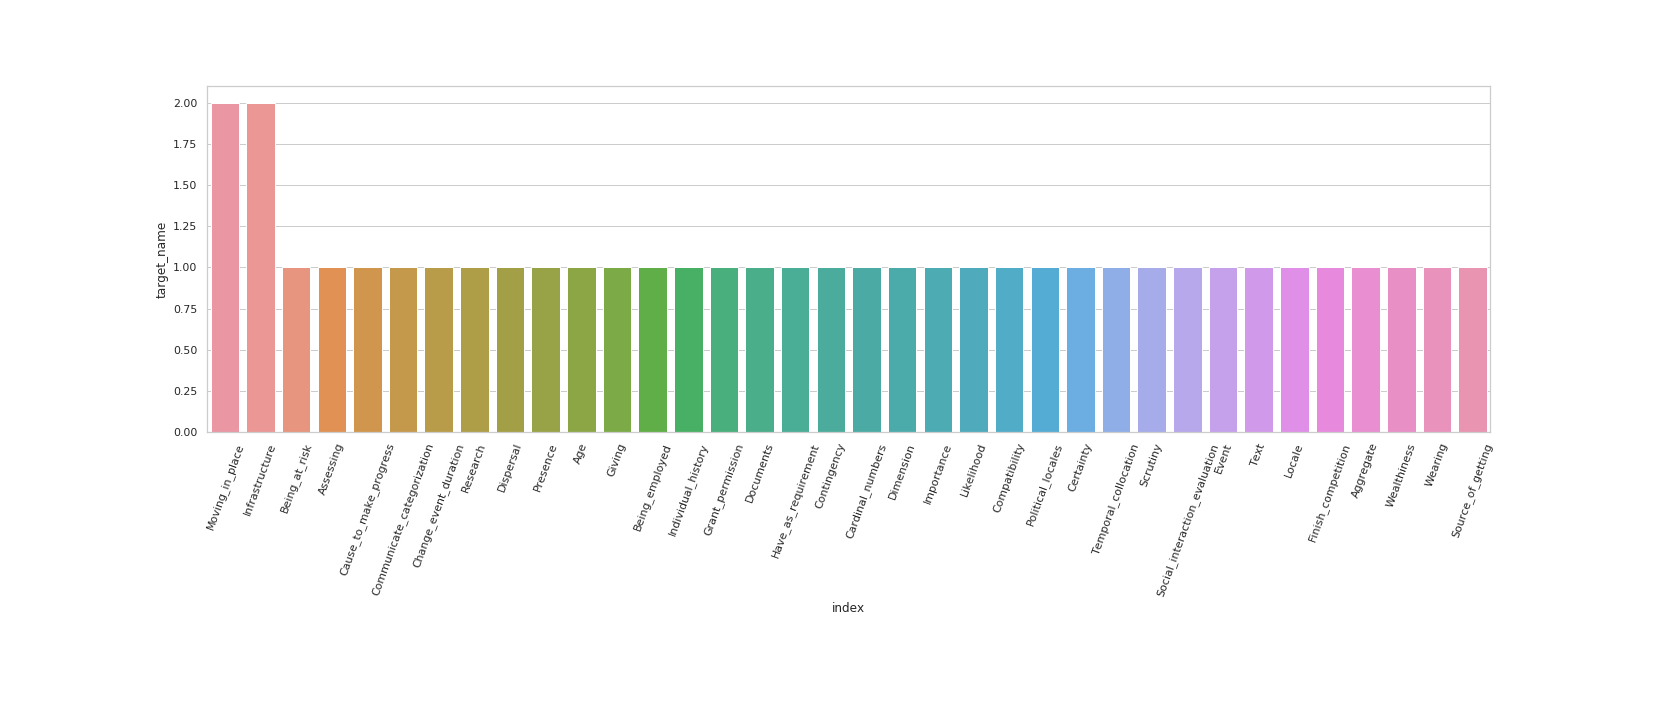 2.00
1.75
1.50
1.25
1.00
0.75
0.50
0.25
0.00
target_name
Moving_in_place
Infrastructure
Being_at_risk
Assessing
Cause_to_make_progress
Communicate_categorization
Change_event_duration
Research
Dispersal
Presence
Age
Giving
Being_employed
Individual_history
Grant_permission
Documents
Have_as_requirement
Contingency
Cardinal_numbers
Dimension
Importance
Likelihood
Compatibility
Political_locales
Certainty
Temporal_collocation
Scrutiny
Social_interaction_evaluation
Event
Text
Locale
Finish_competition
Aggregate
Wealthiness
Wearing
Source_of_getting
index